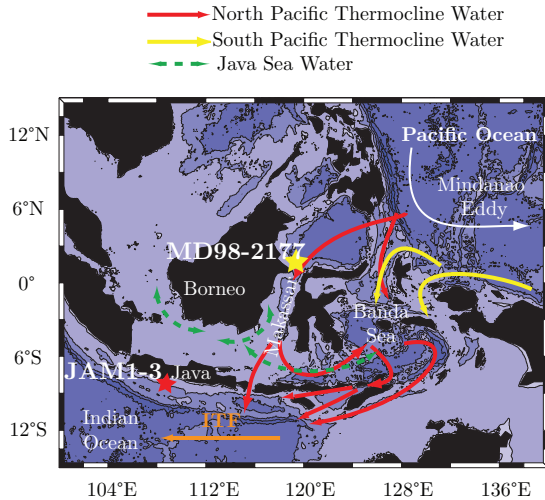 North Pacific Thermocline Water
South Pacific Thermocline Water
Java Sea Water
12°N
6°N
0°
6°S
12°S
Pacific Ocean
Mindanao
Eddy
MD98-2177
Borneo
Makassar
Banda
Sea
JAM1-3
Java
Indian
Ocean
ITF
104°E
112°E
120°E
128°E
136°E